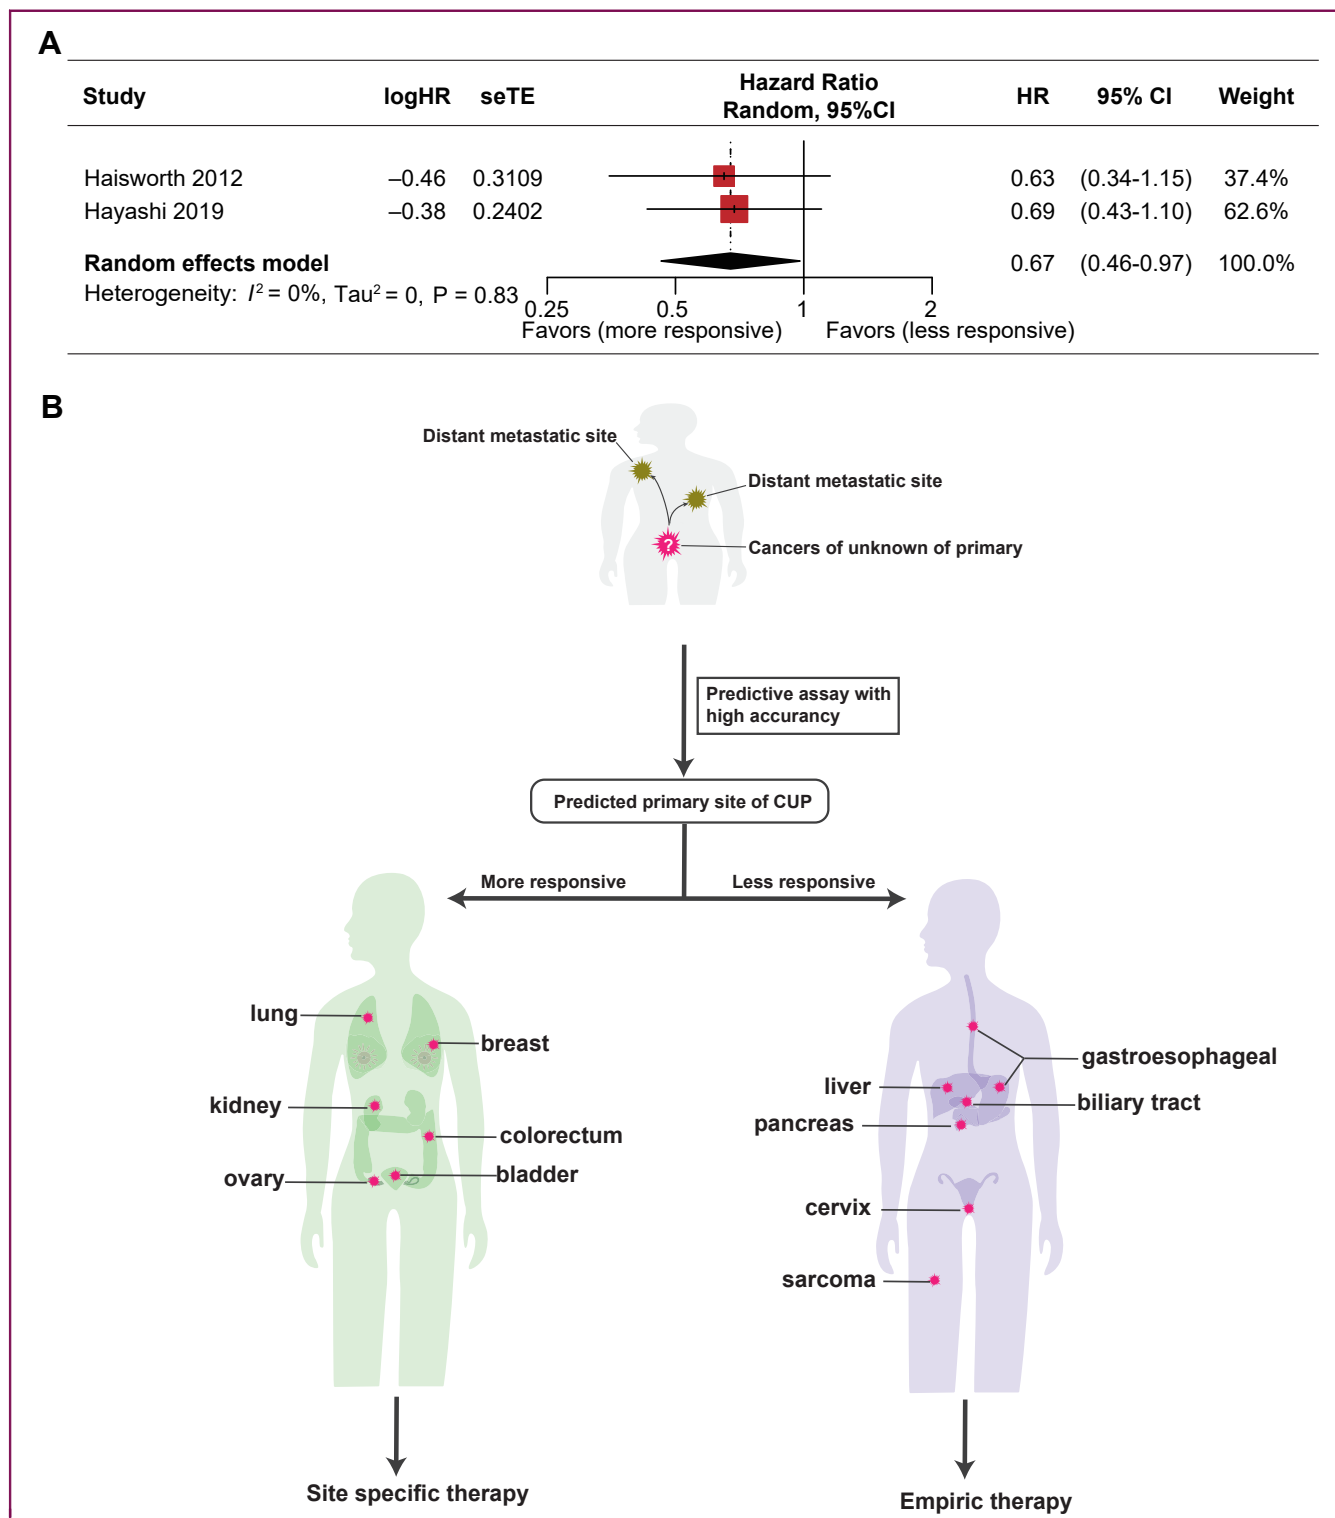 A
Study logHR seTE Hazard Ratio Random, 95%CI HR 95% CI Weight
Haisworth 2012 –0.46 0.3109 0.63 (0.34-1.15) 37.4%
Hayashi 2019 –0.38 0.2402 0.69 (0.43-1.10) 62.6%
Random effects model 0.67 (0.46-0.97) 100.0%
Heterogeneity: I² = 0%, Tau² = 0, P = 0.83
0.25 0.5 1 2
Favors (more responsive) Favors (less responsive)
B
Distant metastatic site
Distant metastatic site
?
Cancers of unknown of primary
Predictive assay with
high accurancy
Predicted primary site of CUP
More responsive Less responsive
lung
breast
kidney
colorectum
ovary
bladder
gastroesophageal
liver
biliary tract
pancreas
cervix
sarcoma
Site specific therapy
Empiric therapy